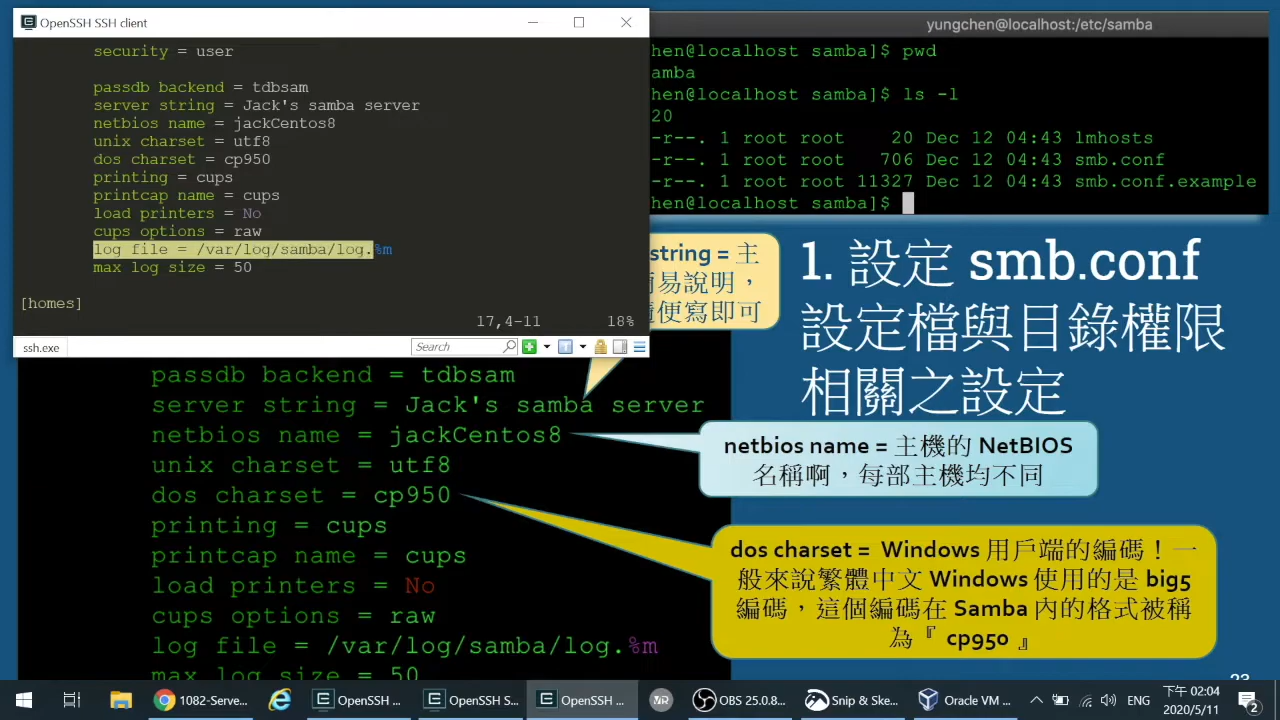 OpenSSH SSH client
security = user
passdb backend = tdbsam
server string = Jack's samba server
netbios name = jackCentos8
unix charset = utf8
dos charset = cp950
printing = cups
printcap name = cups
load printers = No
cups options = raw
log file = /var/log/samba/log.%m
max log size = 50
[homes]
17,4-11 18%
ssh.exe
Search
yungchen@localhost:/etc/samba
hen@localhost samba]$ pwd
amba
hen@localhost samba]$ ls -l
20
-r--. 1 root root 20 Dec 12 04:43 lmhosts
-r--. 1 root root 706 Dec 12 04:43 smb.conf
-r--. 1 root root 11327 Dec 12 04:43 smb.conf.example
hen@localhost samba]$
string = 主
簡易說明，
隨便寫即可
1. 設定 smb.conf
設定檔與目錄權限
相關之設定
passdb backend = tdbsam
server string = Jack's samba server
netbios name = jackCentos8
unix charset = utf8
dos charset = cp950
printing = cups
printcap name = cups
load printers = No
cups options = raw
log file = /var/log/samba/log.%m
max log size = 50
netbios name = 主機的 NetBIOS
名稱啊，每部主機均不同
dos charset = Windows 用戶端的編碼！一
般來說繁體中文 Windows 使用的是 big5
編碼，這個編碼在 Samba 內的格式被稱
為『 cp950 』
23
1082-Serve...
OpenSSH ...
OpenSSH S...
OpenSSH ...
MR
OBS 25.0.8...
Snip & Ske...
Oracle VM ...
ENG
下午 02:04
2020/5/11
2